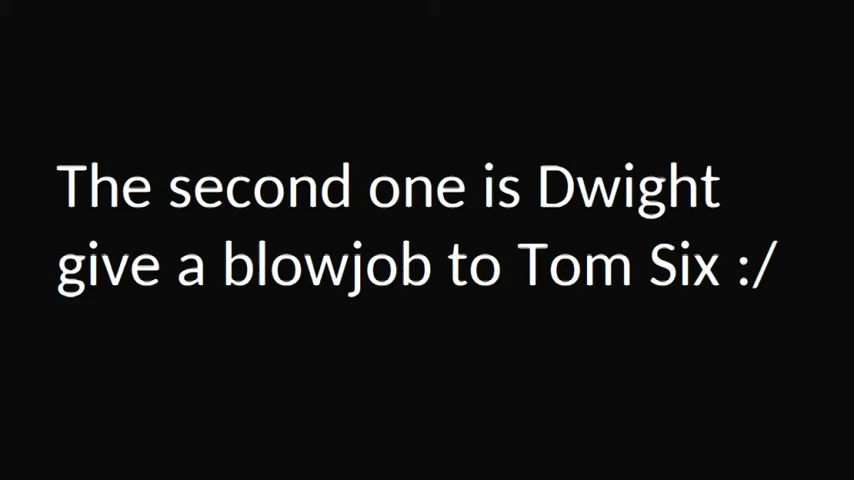 The second one is Dwight
give a blowjob to Tom Six :/